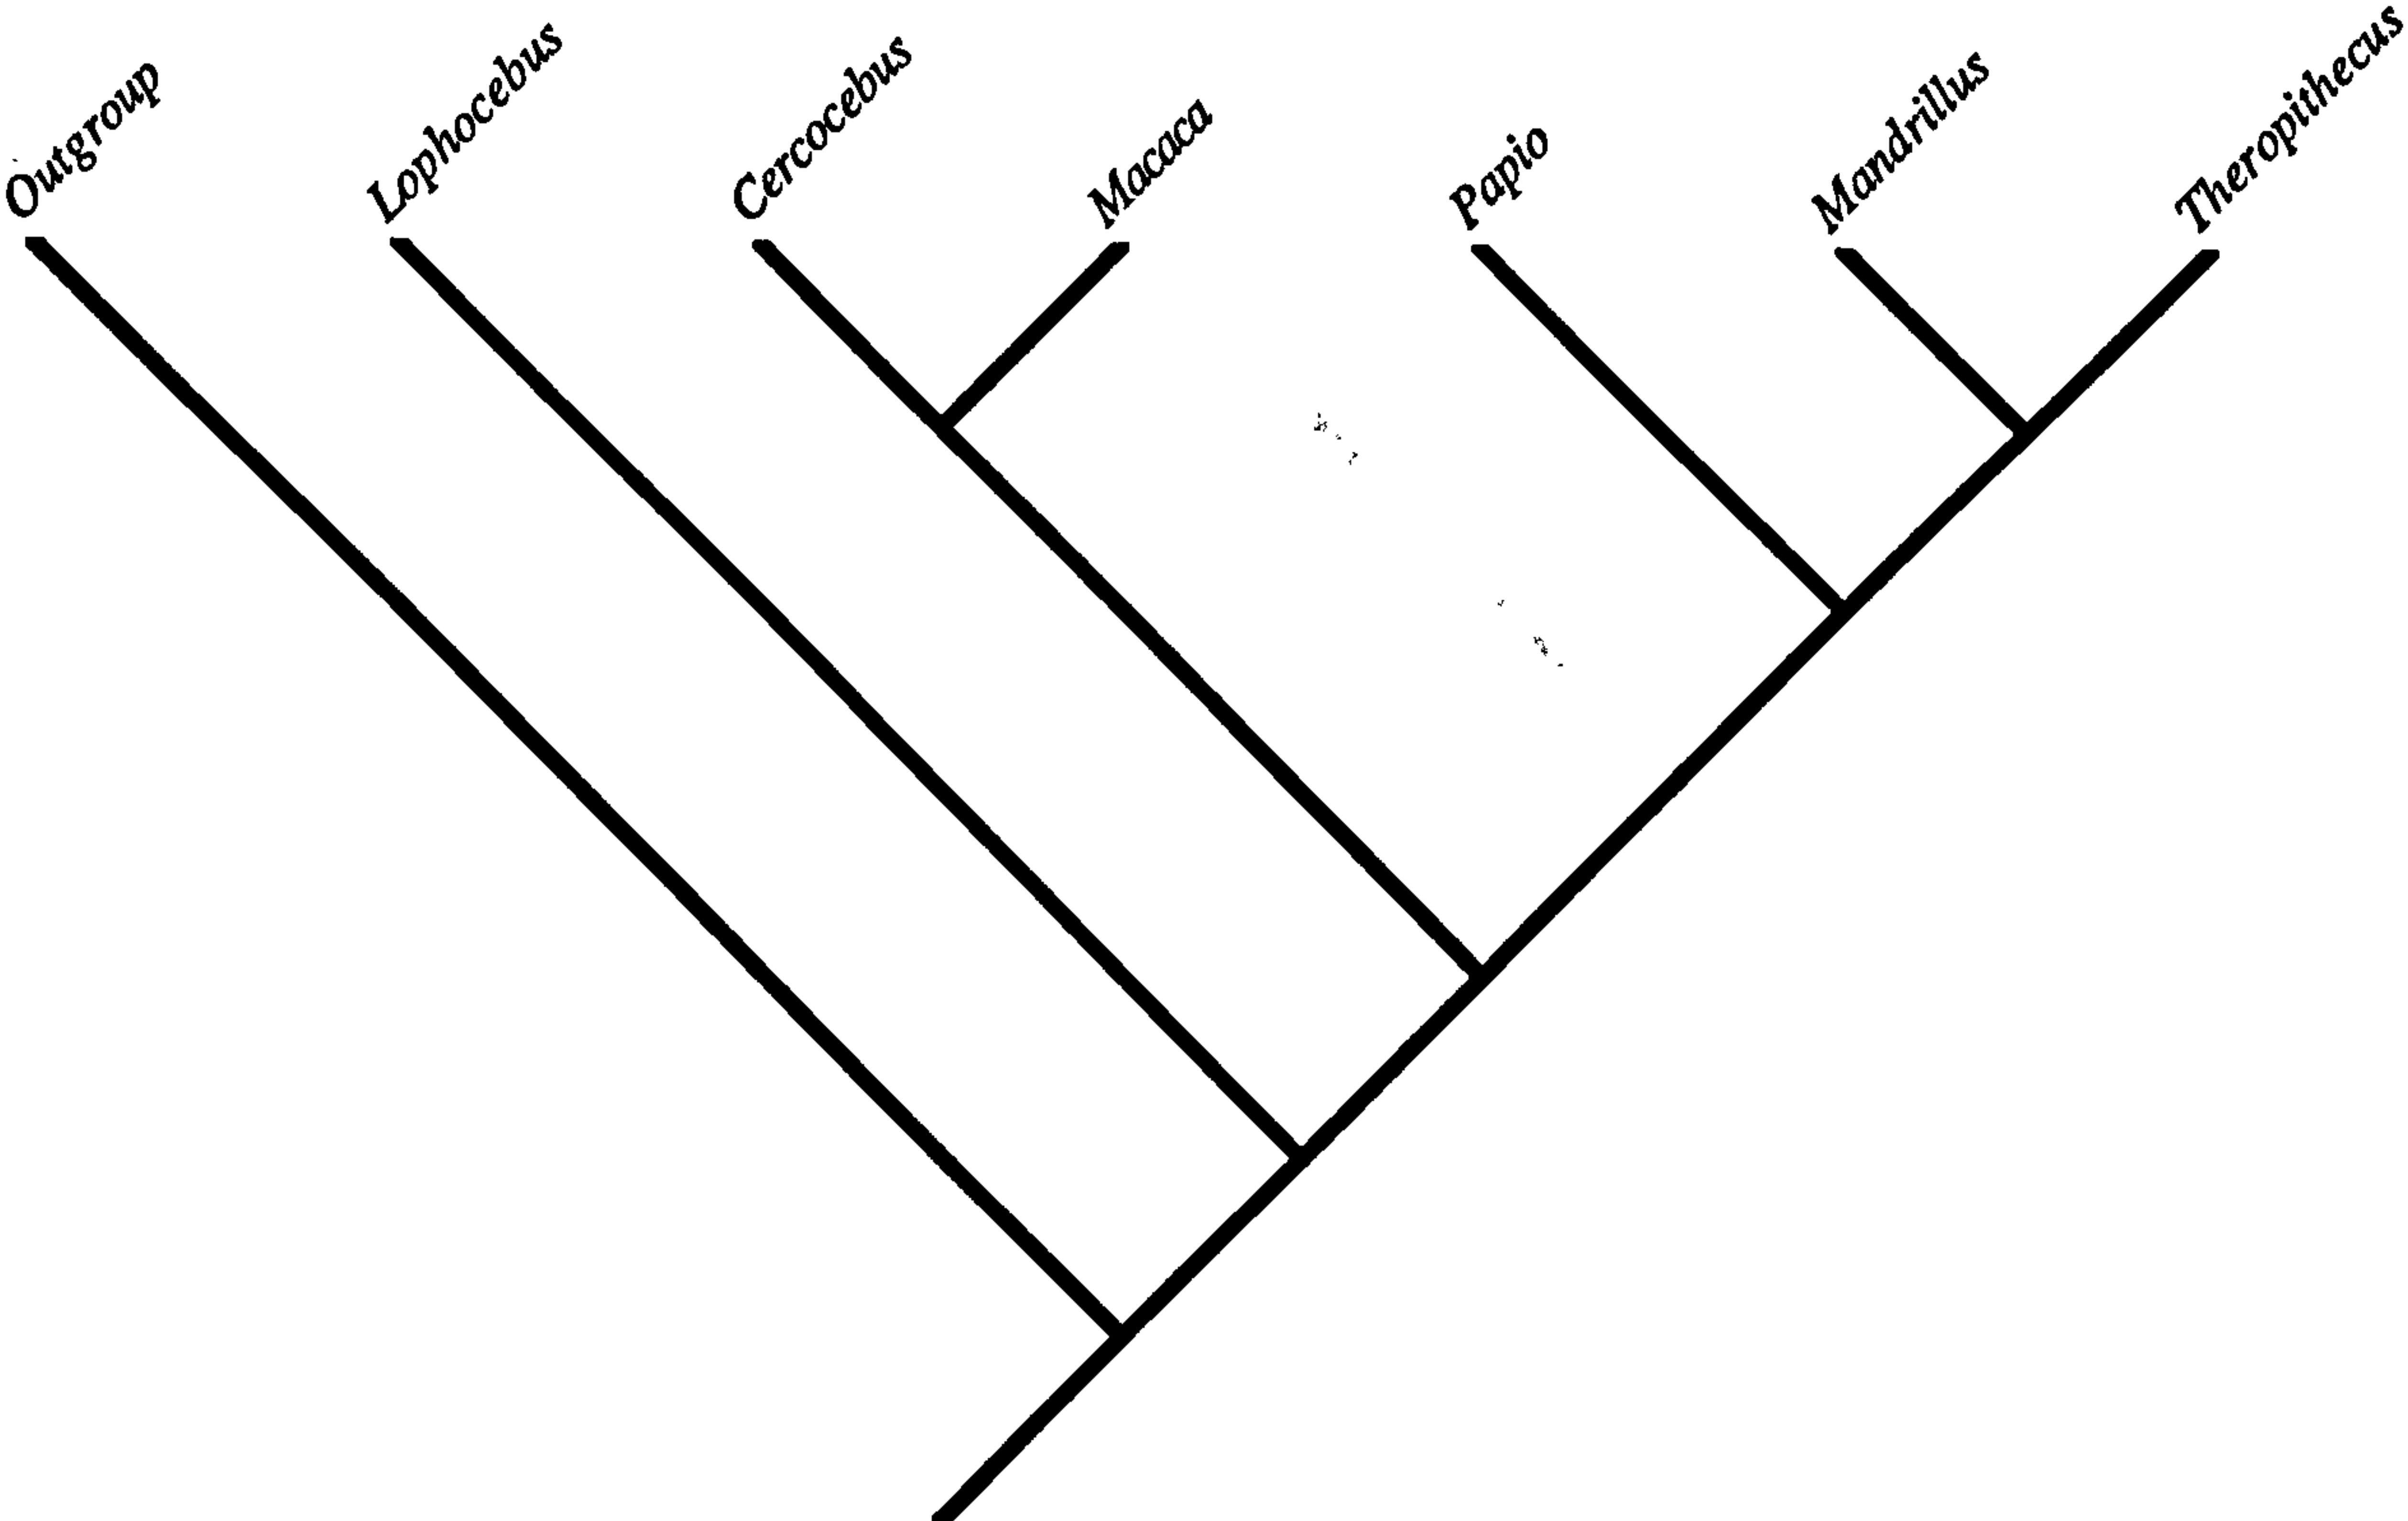 Outgroup
Lophocebus
Cercocebus
Macaca
Papio
Mandrillus
Theropithecus